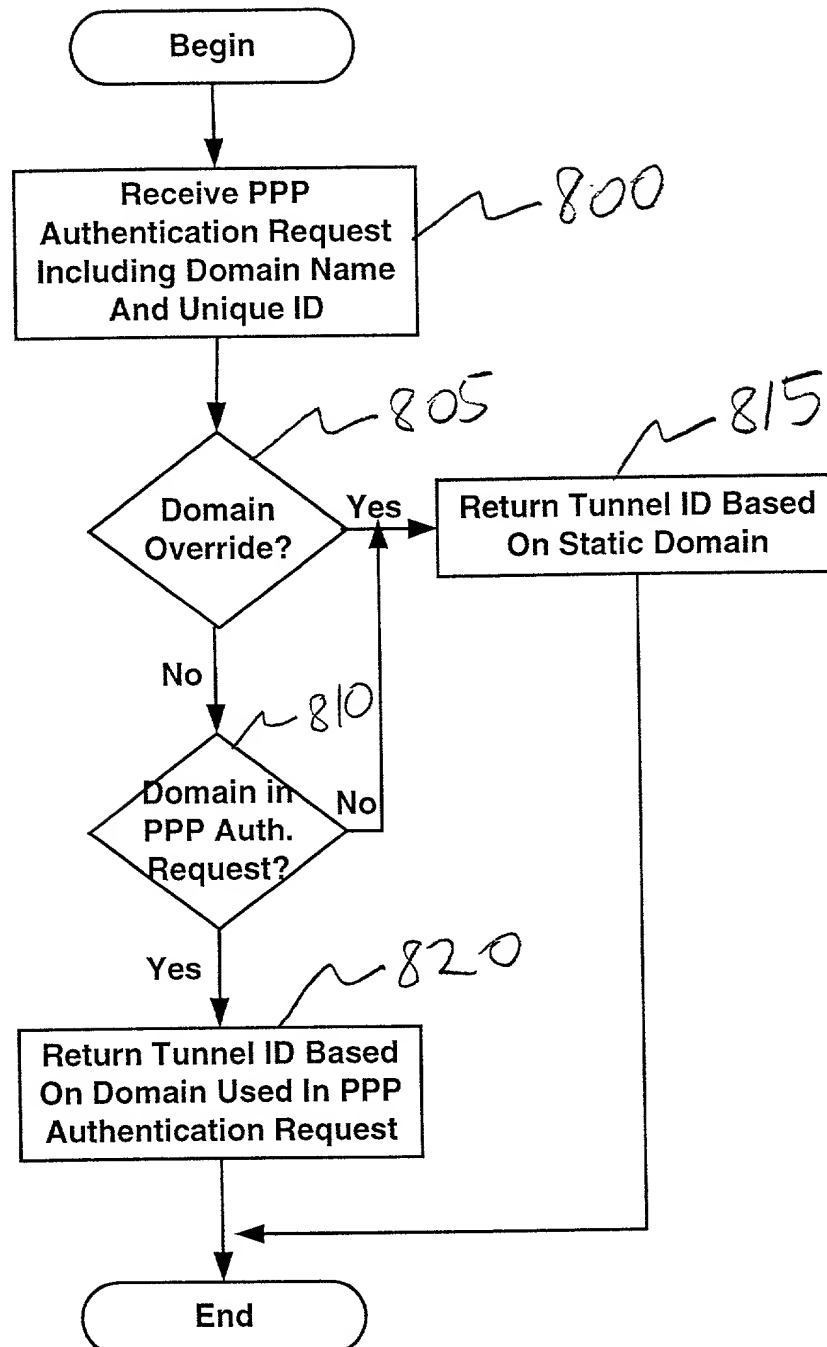 Begin
Receive PPP
Authentication Request
Including Domain Name
And Unique ID
800
805
815
Domain
Override?
Yes
Return Tunnel ID Based
On Static Domain
No
810
Domain in
PPP Auth.
Request?
No
Yes
820
Return Tunnel ID Based
On Domain Used In PPP
Authentication Request
End